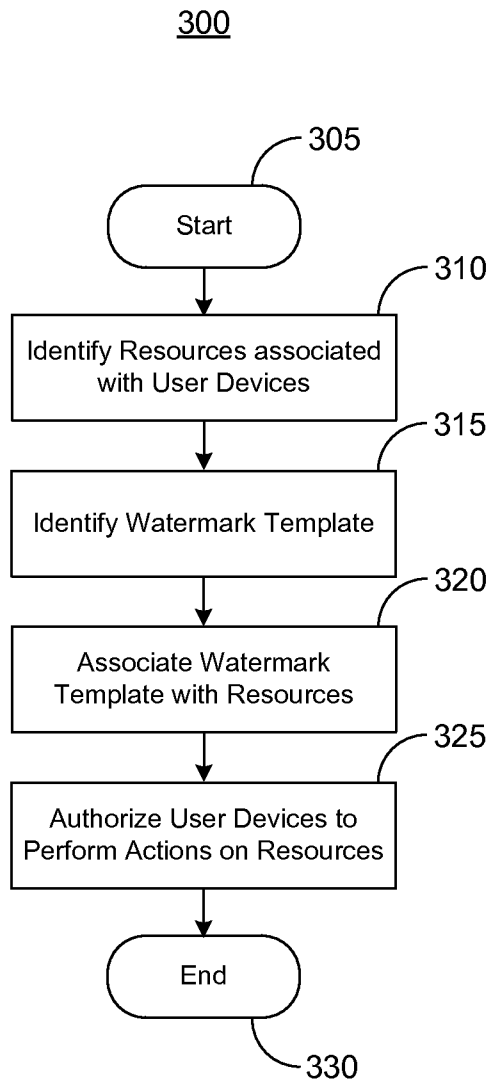 300
305
Start
310
Identify Resources associated
with User Devices
315
Identify Watermark Template
320
Associate Watermark
Template with Resources
325
Authorize User Devices to
Perform Actions on Resources
End
330